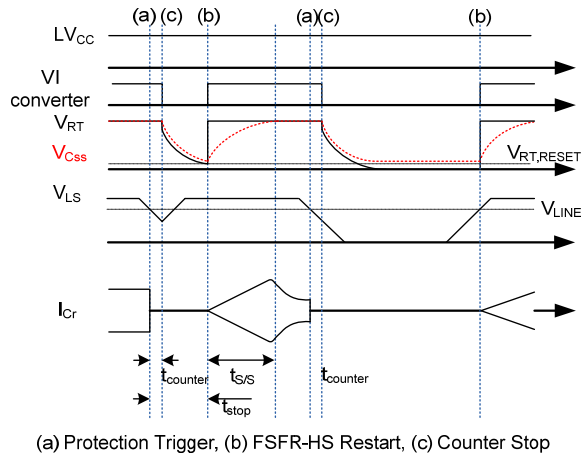 (a) (c) (b) (a) (c) (b)
LVCC
VI
converter
VRT
VCss
VRT,RESET
VLS
VLINE
ICr
tcounter tS/S tcounter
tstop
(a) Protection Trigger, (b) FSFR-HS Restart, (c) Counter Stop